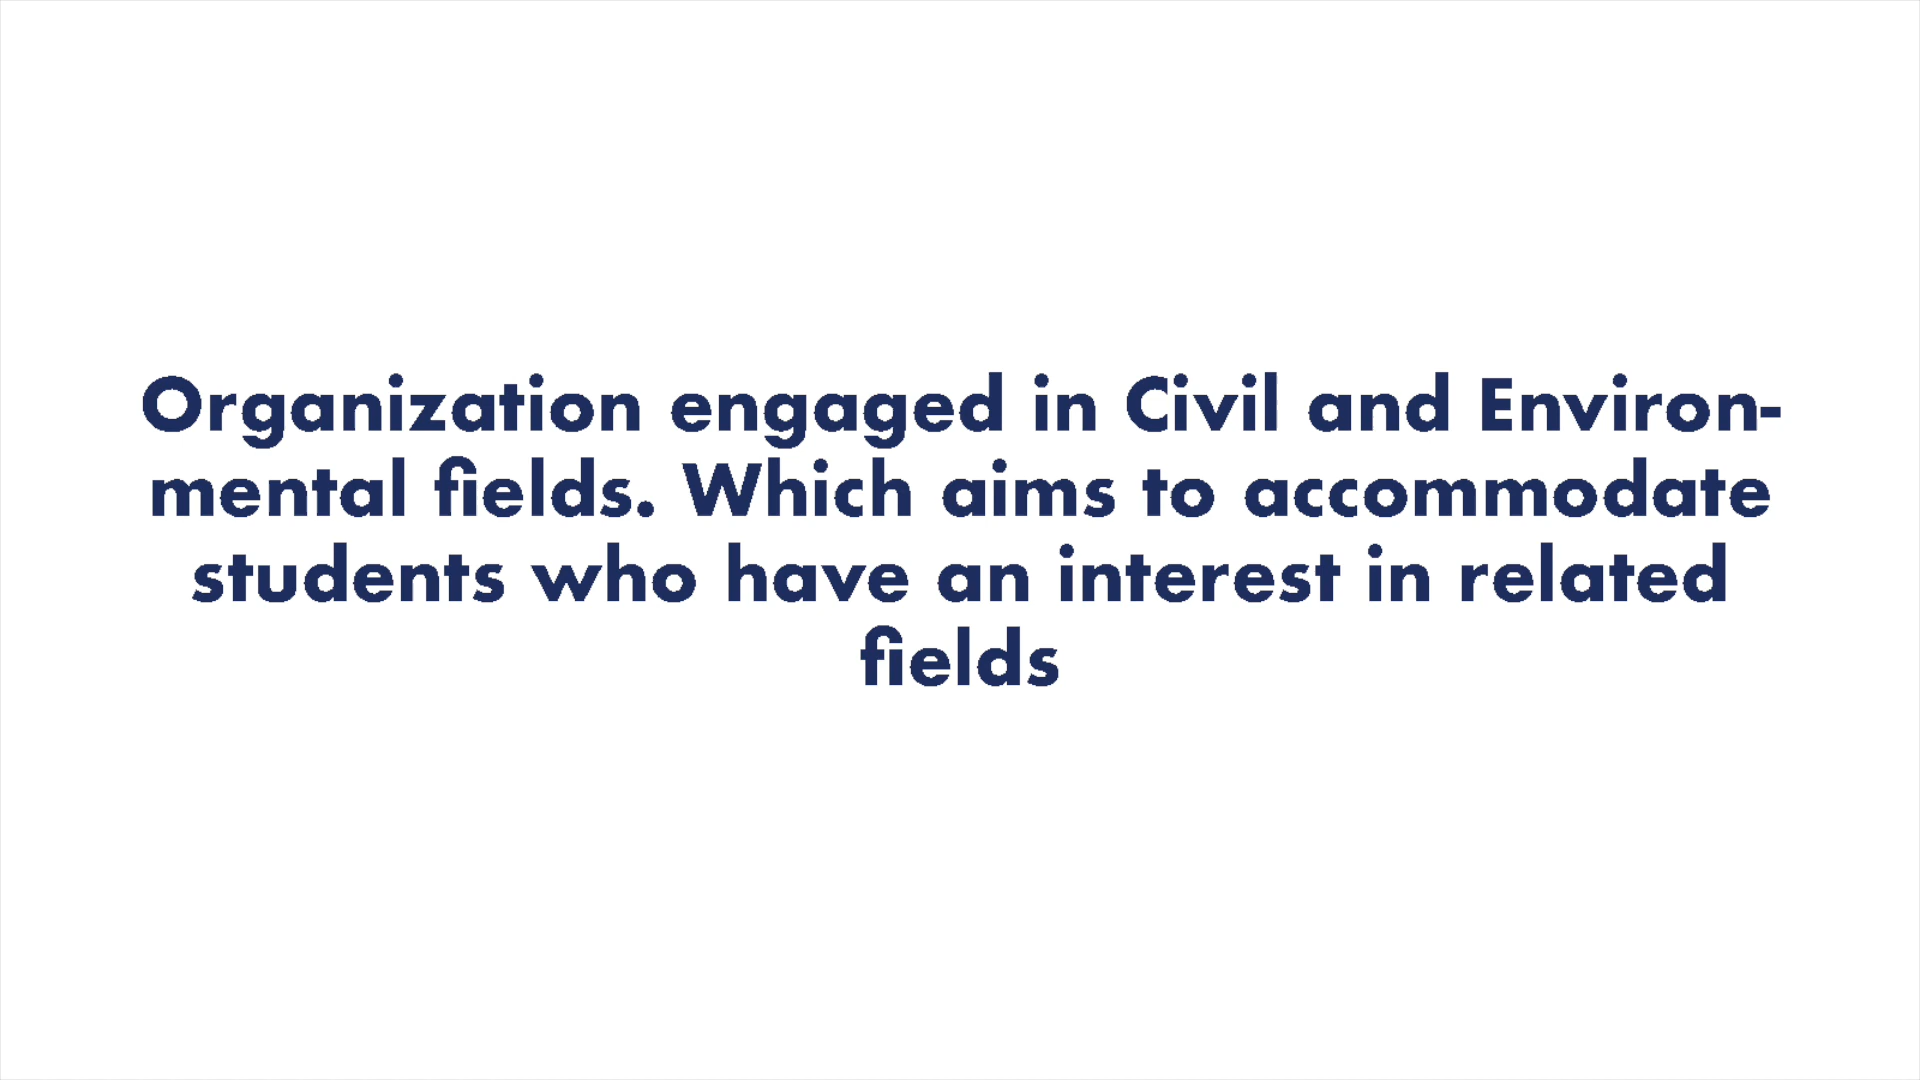 Organization engaged in Civil and Environ-
mental fields. Which aims to accommodate
students who have an interest in related
fields